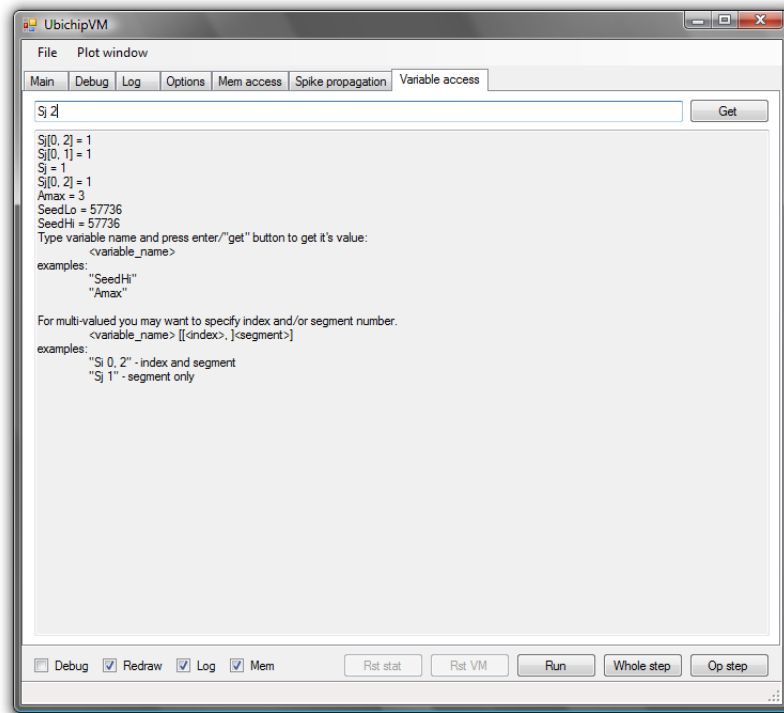 UbichipVM
File Plot window
Main Debug Log Options Mem access Spike propagation Variable access
Sj 2 Get
Sj[0, 2] = 1
Sj[0, 1] = 1
Sj = 1
Sj[0, 2] = 1
Amax = 3
SeedLo = 57736
SeedHi = 57736
Type variable name and press enter/"get" button to get it's value:
<variable_name>
examples:
"SeedHi"
"Amax"
For multi-valued you may want to specify index and/or segment number.
<variable_name> [[<index>, ]<segment>]
examples:
"Si 0, 2" - index and segment
"Sj 1" - segment only
Debug Redraw Log Mem Rst stat Rst VM Run Whole step Op step